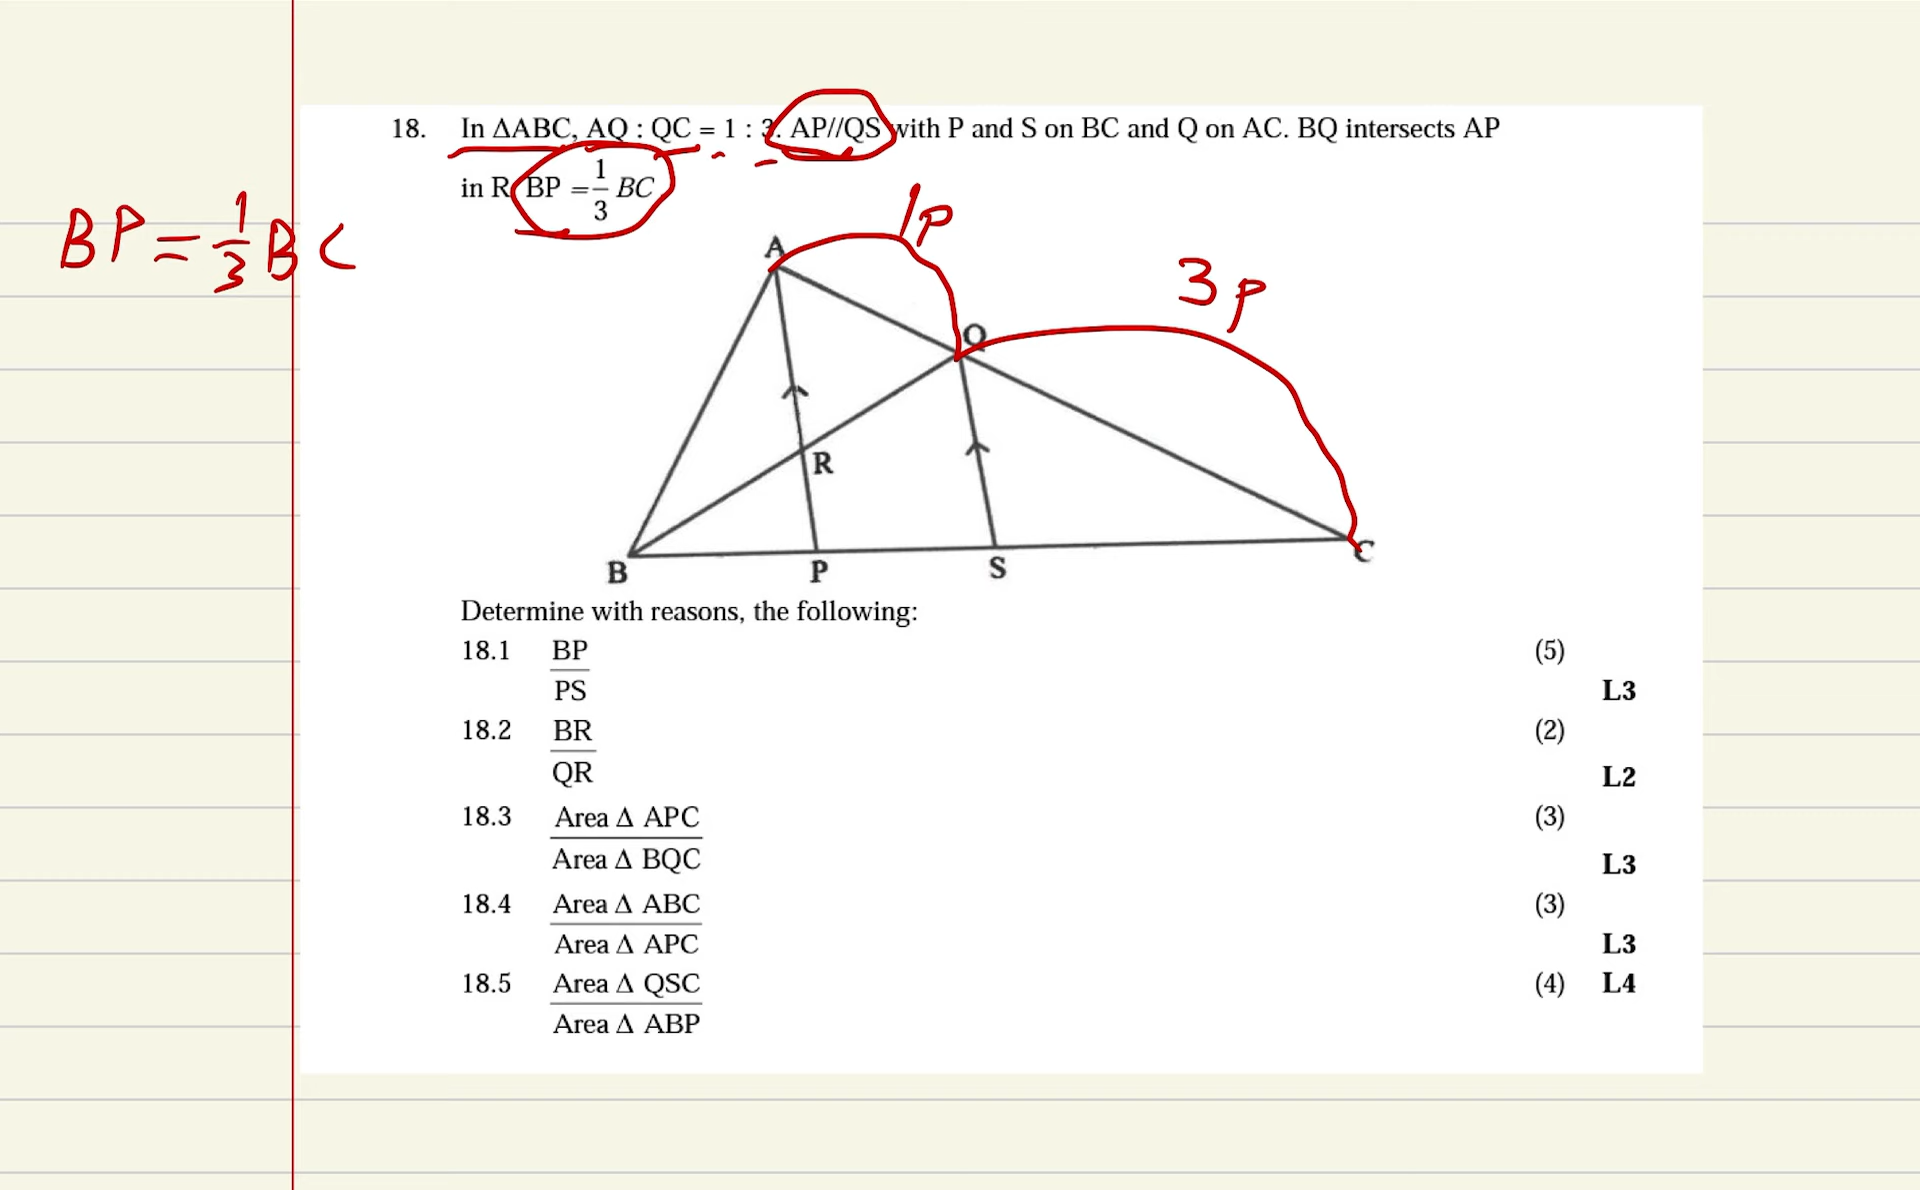 18. In ΔABC, AQ : QC = 1 : 3. AP//QS with P and S on BC and Q on AC. BQ intersects AP
in R BP = 1/3 BC
BP = 1/3 BC
1p
3p
A
Q
R
B
P
S
C
Determine with reasons, the following:
18.1 BP/PS (5)
L3
18.2 BR/QR (2)
L2
18.3 Area Δ APC/Area Δ BQC (3)
L3
18.4 Area Δ ABC/Area Δ APC (3)
L3
18.5 Area Δ QSC/Area Δ ABP (4) L4